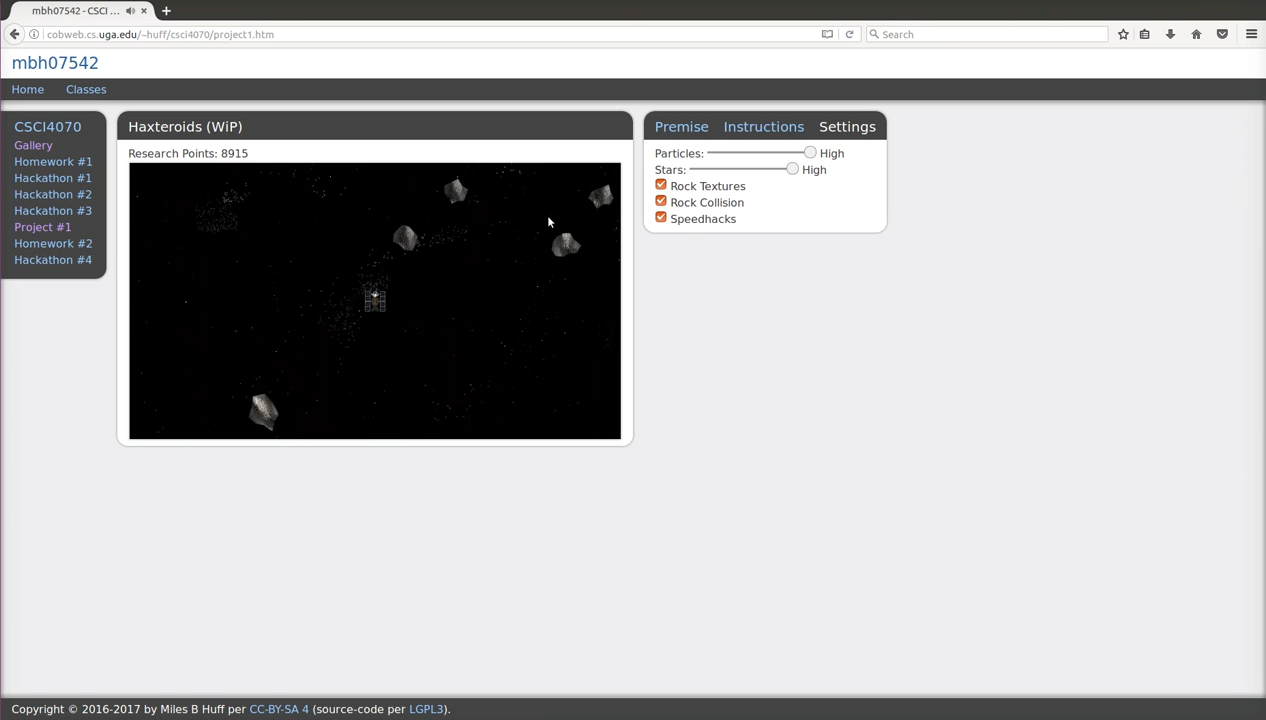 mbh07542 - CSCI ...
cobweb.cs.uga.edu/~huff/csci4070/project1.htm
Search
mbh07542
Home Classes
CSCI4070
Gallery
Homework #1
Hackathon #1
Hackathon #2
Hackathon #3
Project #1
Homework #2
Hackathon #4
Haxteroids (WiP)
Research Points: 8915
Premise Instructions Settings
Particles: High
Stars: High
Rock Textures
Rock Collision
Speedhacks
Copyright © 2016-2017 by Miles B Huff per CC-BY-SA 4 (source-code per LGPL3).